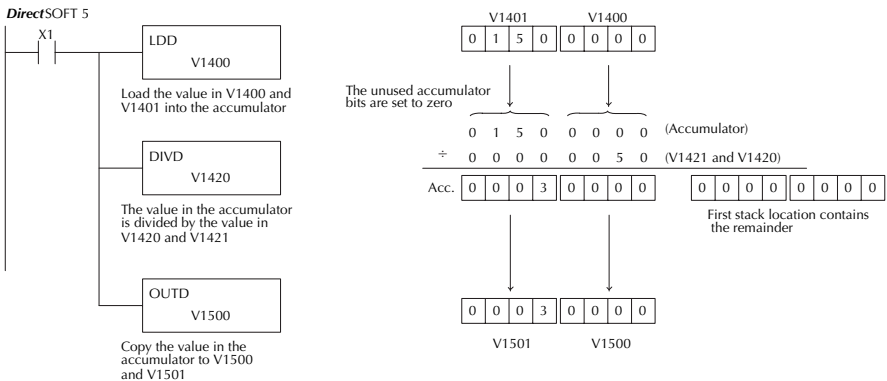 DirectSOFT 5
X1
LDD
V1400
Load the value in V1400 and
V1401 into the accumulator
DIVD
V1420
The value in the accumulator
is divided by the value in
V1420 and V1421
OUTD
V1500
Copy the value in the
accumulator to V1500
and V1501
V1401 V1400
0 1 5 0 0 0 0 0
The unused accumulator
bits are set to zero
0 1 5 0 0 0 0 0 (Accumulator)
÷ 0 0 0 0 0 0 5 0 (V1421 and V1420)
Acc. 0 0 0 3 0 0 0 0 0 0 0 0 0 0 0 0
First stack location contains
the remainder
0 0 0 3 0 0 0 0
V1501 V1500